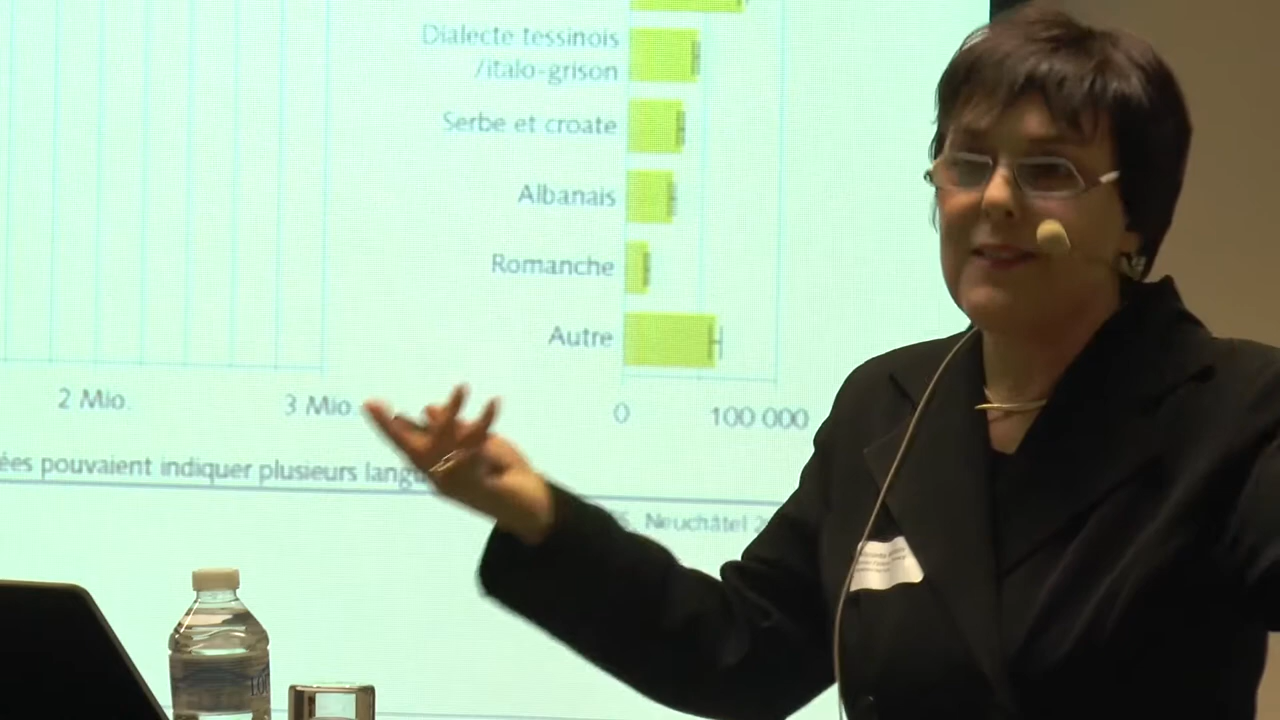 Dialecte tessinois
/italo-grison
Serbe et croate
Albanais
Romanche
Autre
2 Mio.
3 Mio.
0
100 000
ées pouvaient indiquer plusieurs langu
Neuchâtel